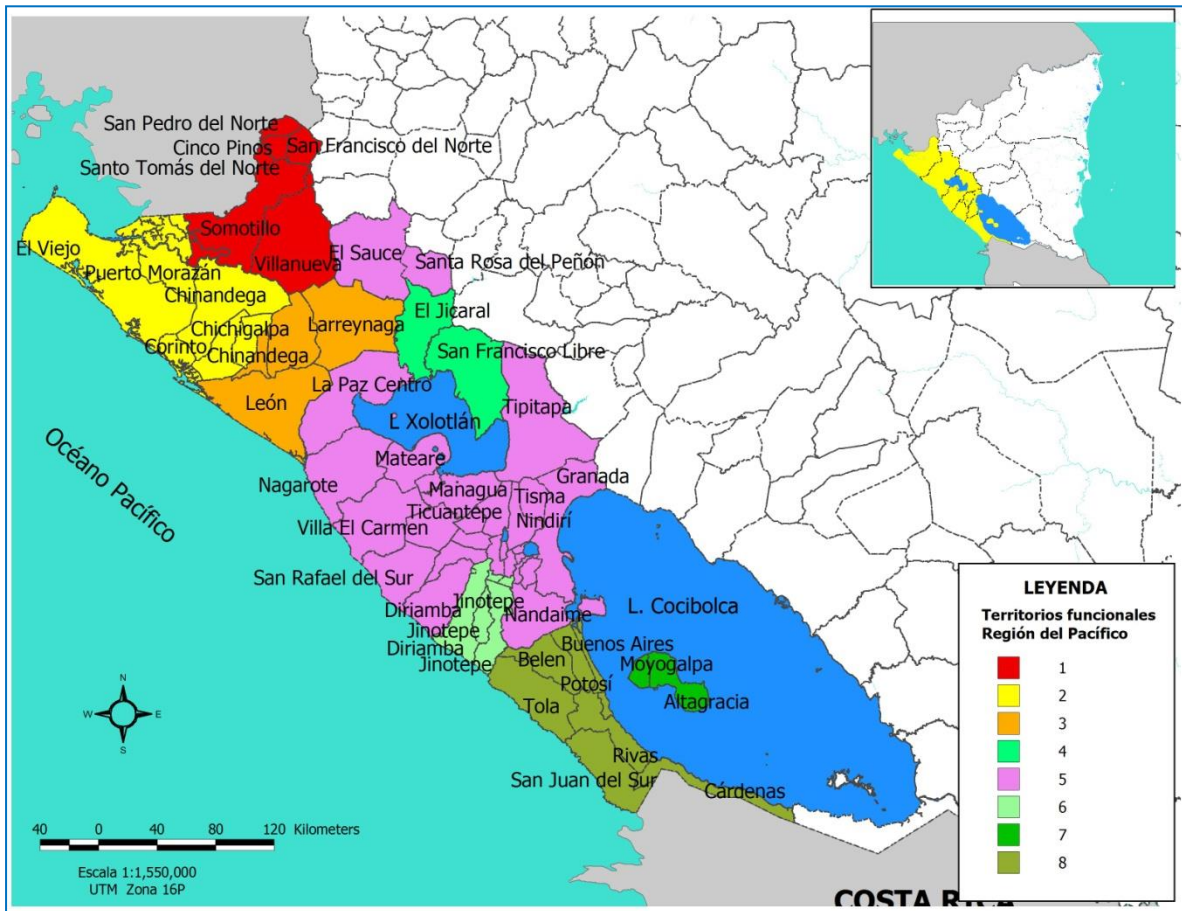 San Pedro del Norte
Cinco Pinos
San Francisco del Norte
Santo Tomás del Norte
Somotillo
El Viejo
Villanueva
El Sauce
Puerto Morazán
Santa Rosa del Peñón
Chinandega
El Jicaral
Chichigalpa
Larreynaga
Corinto
Chinandega
San Francisco Libre
La Paz Centro
León
Tipitapa
L Xolotlán
Océano Pacífico
Mateare
Nagarote
Managua
Granada
Tisma
Ticuantepe
Villa El Carmen
Nindirí
San Rafael del Sur
Jinotepe
Diriamba
Nandaime
L. Cocibolca
Jinotepe
Diriamba
Buenos Aires
Jinotepe
Belen
Moyogalpa
Potosí
Altagracia
Tola
Rivas
San Juan del Sur
Cárdenas
N
W E
S
40 0 40 80 120 Kilometers
Escala 1:1,550,000
UTM Zona 16P
COSTA RICA
LEYENDA
Territorios funcionales
Región del Pacífico
1
2
3
4
5
6
7
8